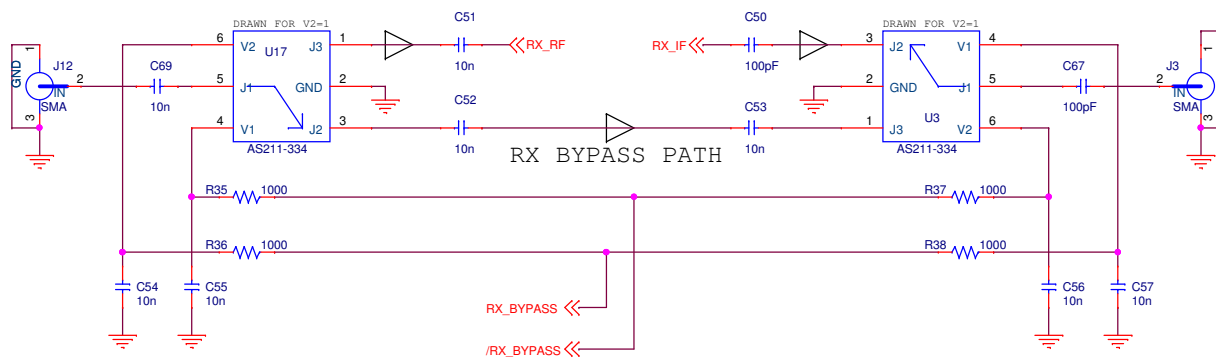 DRAWN FOR V2=1
C51
C50
DRAWN FOR V2=1
1
GND
J12
2
IN
SMA
3
C69
10n
6
V2
U17
J3
1
5
J1
GND
2
4
V1
J2
3
AS211-334
10n
RX_RF
C52
10n
RX_IF
100pF
C53
10n
3
J2
V1
4
2
GND
J1
5
U3
1
J3
V2
6
AS211-334
C67
100pF
1
J3
2
IN
SMA
3
RX BYPASS PATH
R35
1000
R37
1000
R36
1000
R38
1000
C54
10n
C55
10n
C56
10n
C57
10n
RX_BYPASS
/RX_BYPASS